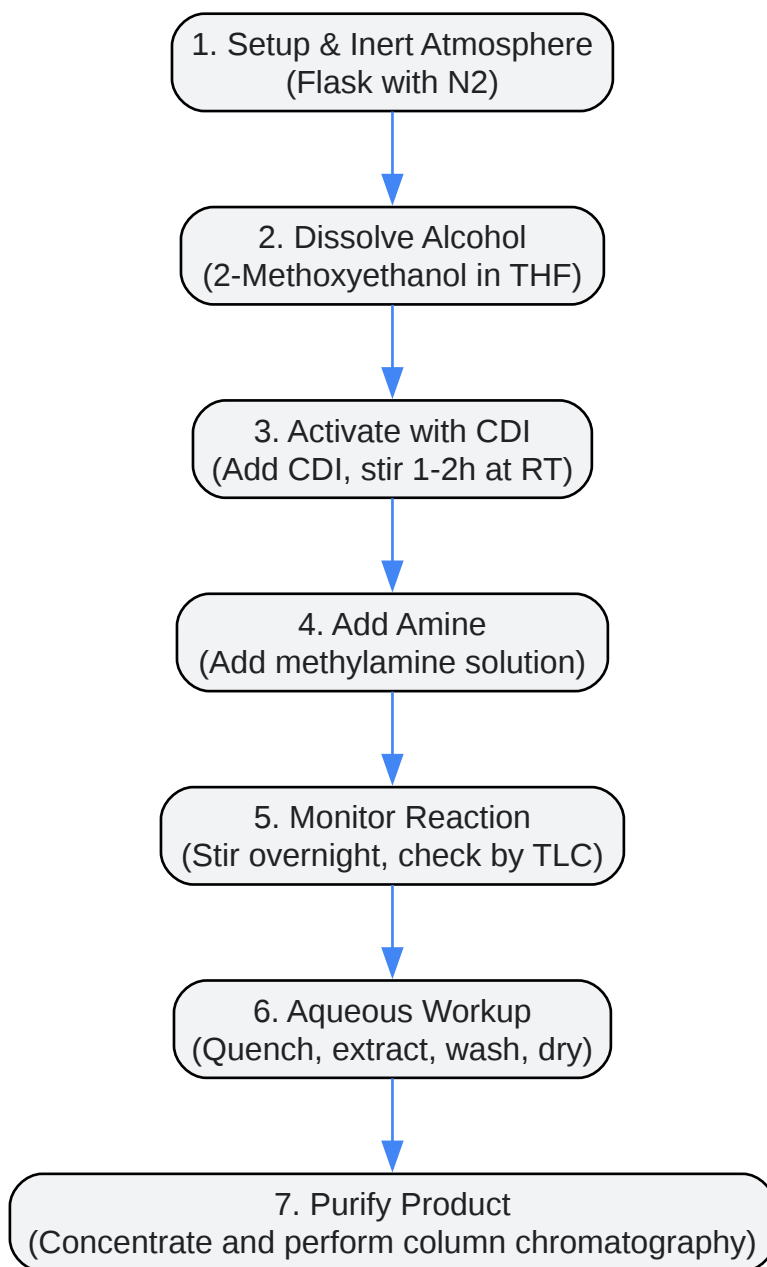 1. Setup & Inert Atmosphere
(Flask with N2)
2. Dissolve Alcohol
(2-Methoxyethanol in THF)
3. Activate with CDI
(Add CDI, stir 1-2h at RT)
4. Add Amine
(Add methylamine solution)
5. Monitor Reaction
(Stir overnight, check by TLC)
6. Aqueous Workup
(Quench, extract, wash, dry)
7. Purify Product
(Concentrate and perform column chromatography)